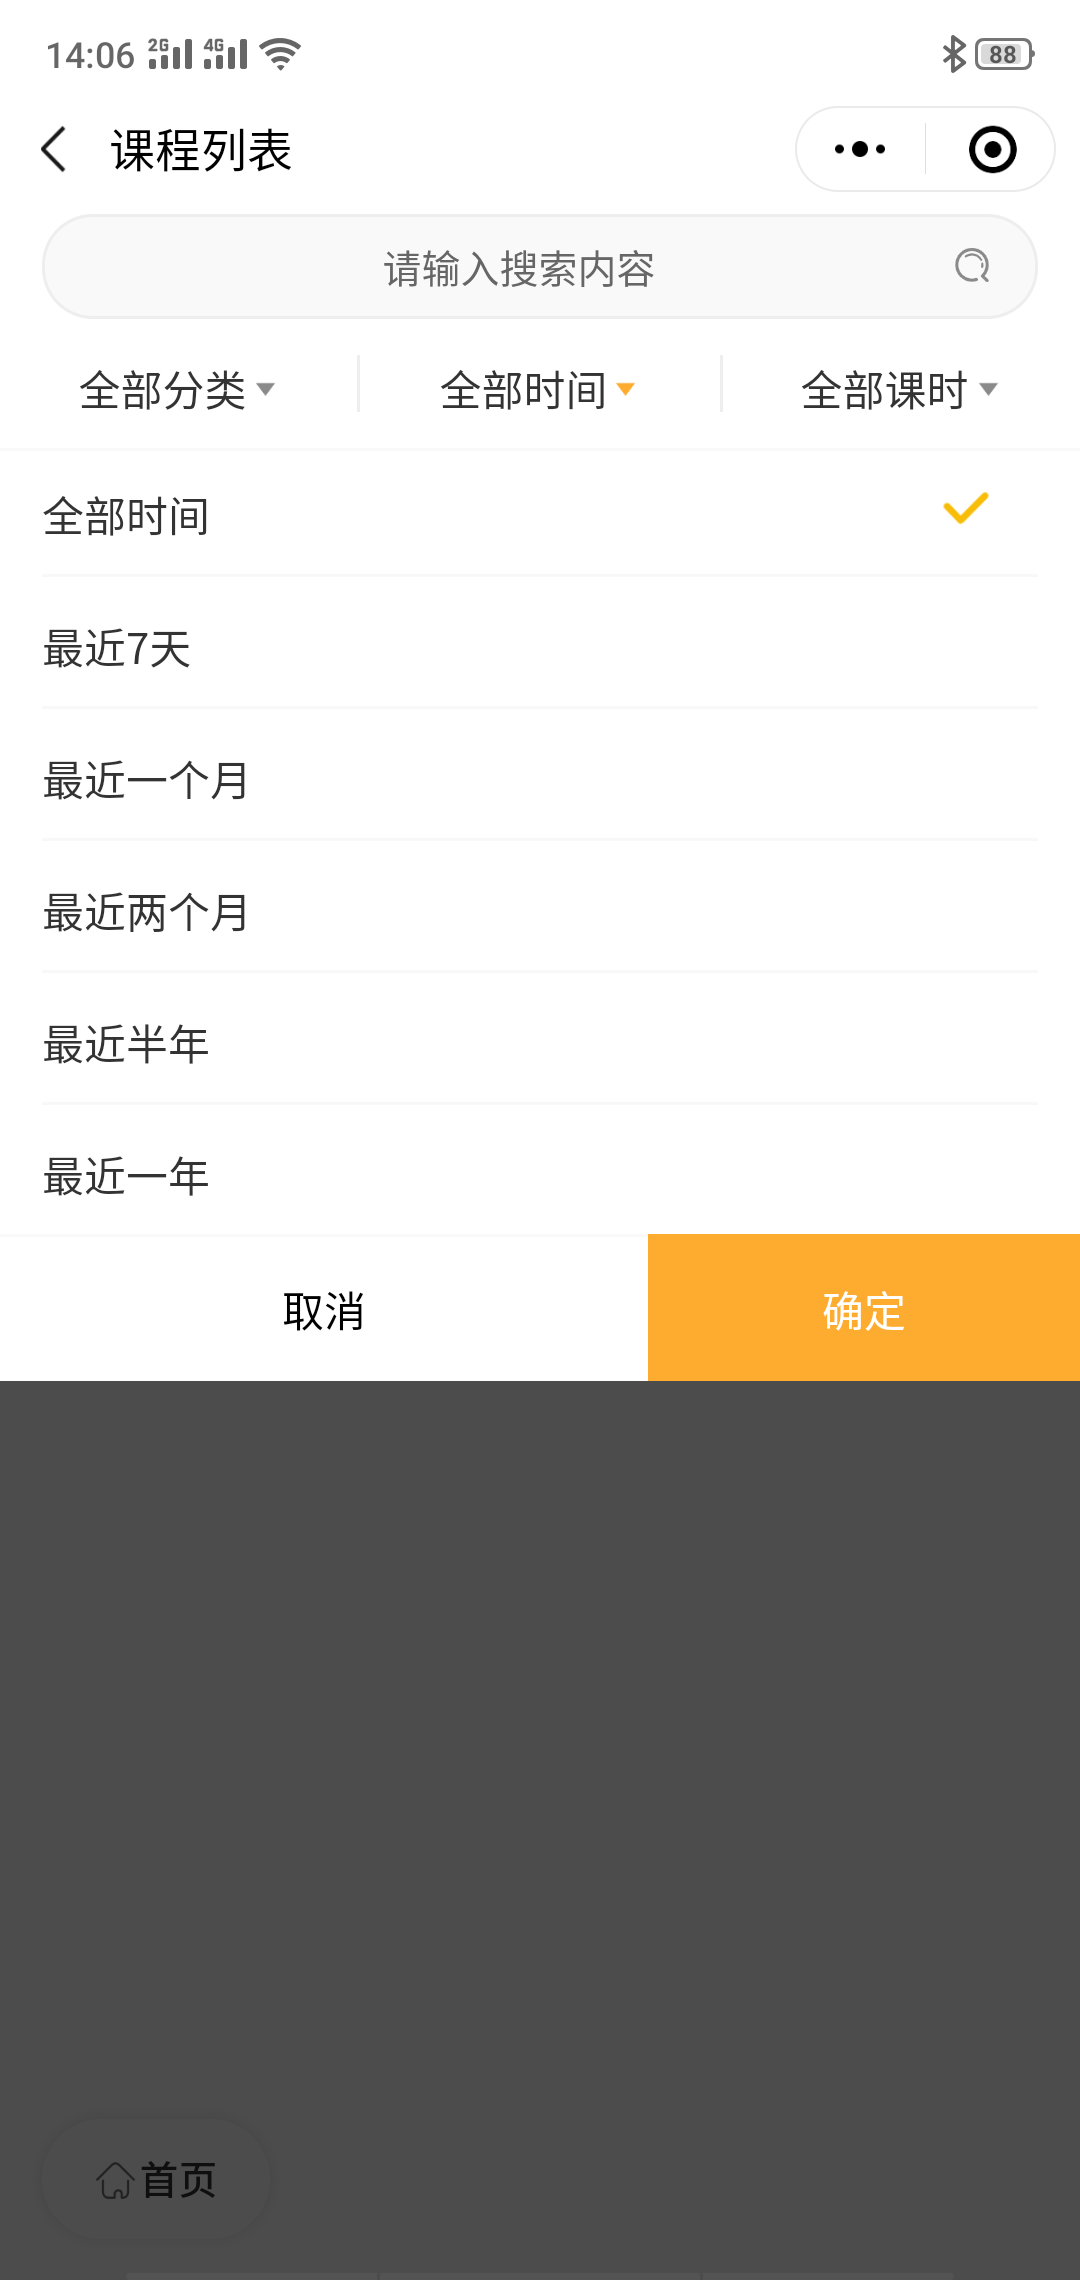 14:06 2G 4G 88
课程列表
请输入搜索内容
全部分类 全部时间 全部课时
全部时间
最近7天
最近一个月
最近两个月
最近半年
最近一年
取消 确定
首页